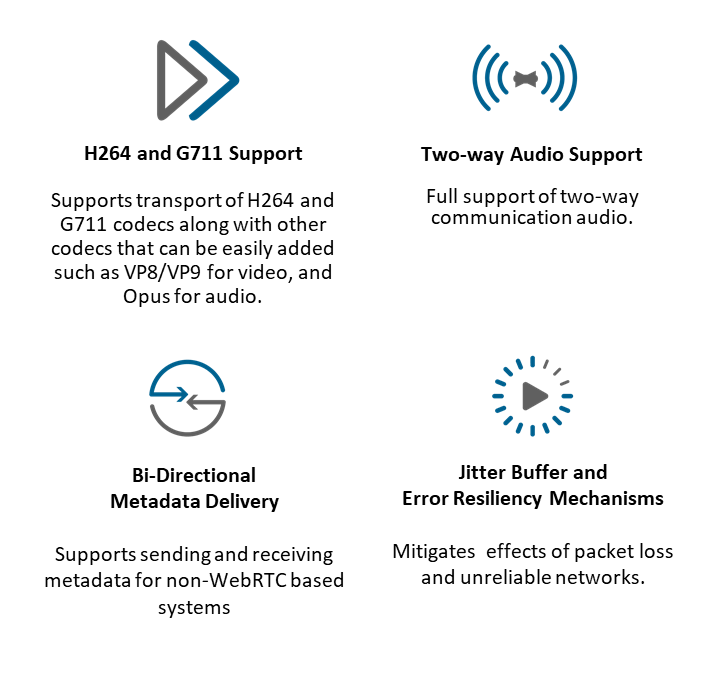 H264 and G711 Support
Supports transport of H264 and
G711 codecs along with other
codecs that can be easily added
such as VP8/VP9 for video, and
Opus for audio.
Two-way Audio Support
Full support of two-way
communication audio.
Bi-Directional
Metadata Delivery
Supports sending and receiving
metadata for non-WebRTC based
systems
Jitter Buffer and
Error Resiliency Mechanisms
Mitigates effects of packet loss
and unreliable networks.